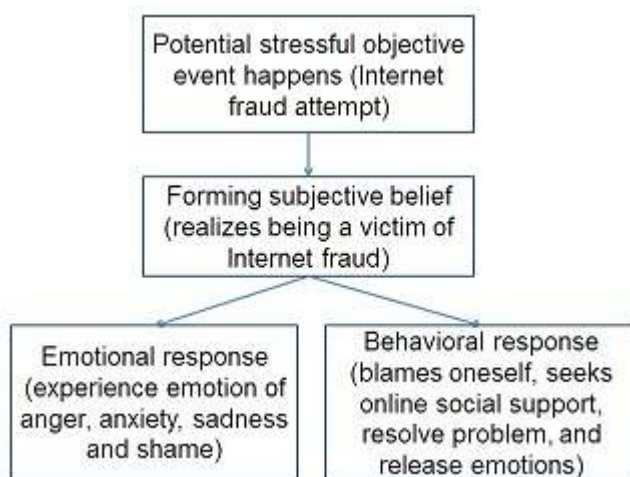 Potential stressful objective
event happens (Internet
fraud attempt)
Forming subjective belief
(realizes being a victim of
Internet fraud)
Emotional response
(experience emotion of
anger, anxiety, sadness
and shame)
Behavioral response
(blames oneself, seeks
online social support,
resolve problem, and
release emotions)